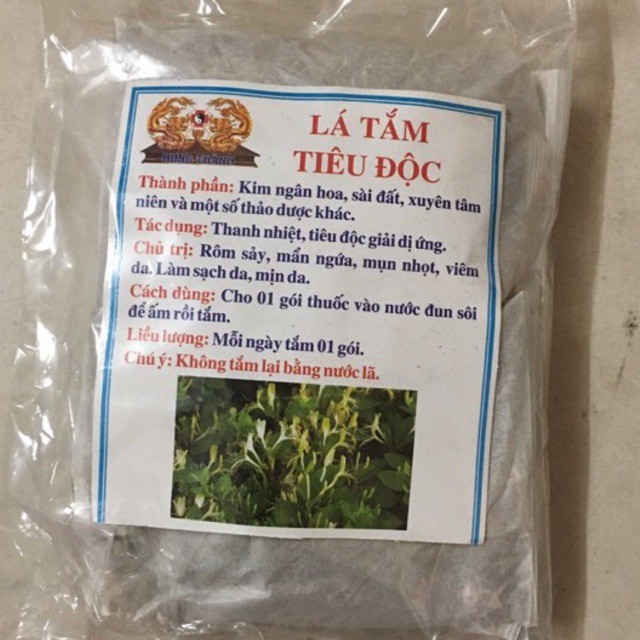 LÁ TẮM
TIÊU ĐỘC
Thành phần: Kim ngân hoa, sài đất, xuyên tâm
niên và một số thảo dược khác.
Tác dụng: Thanh nhiệt, tiêu độc giải dị ứng.
Chủ trị: Rôm sảy, mẩn ngứa, mụn nhọt, viêm
da. Làm sạch da, mịn da.
Cách dùng: Cho 01 gói thuốc vào nước đun sôi
để ấm rồi tắm.
Liều lượng: Mỗi ngày tắm 01 gói.
Chú ý: Không tắm lại bằng nước lã.